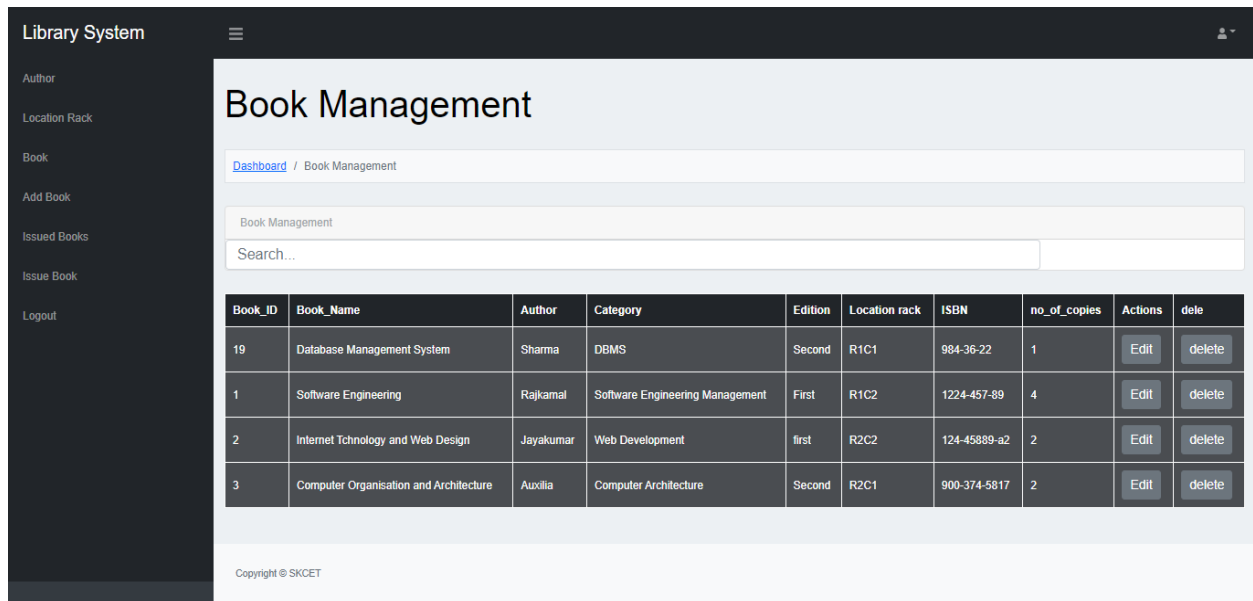 Library System
Author
Location Rack
Book
Add Book
Issued Books
Issue Book
Logout
Book Management
Dashboard / Book Management
Book Management
Search...
Book_ID Book_Name Author Category Edition Location rack ISBN no_of_copies Actions dele
19 Database Management System Sharma DBMS Second R1C1 984-36-22 1 Edit delete
1 Software Engineering Rajkamal Software Engineering Management First R1C2 1224-457-89 4 Edit delete
2 Internet Tchnology and Web Design Jayakumar Web Development first R2C2 124-45889-a2 2 Edit delete
3 Computer Organisation and Architecture Auxilia Computer Architecture Second R2C1 900-374-5817 2 Edit delete
Copyright © SKCET